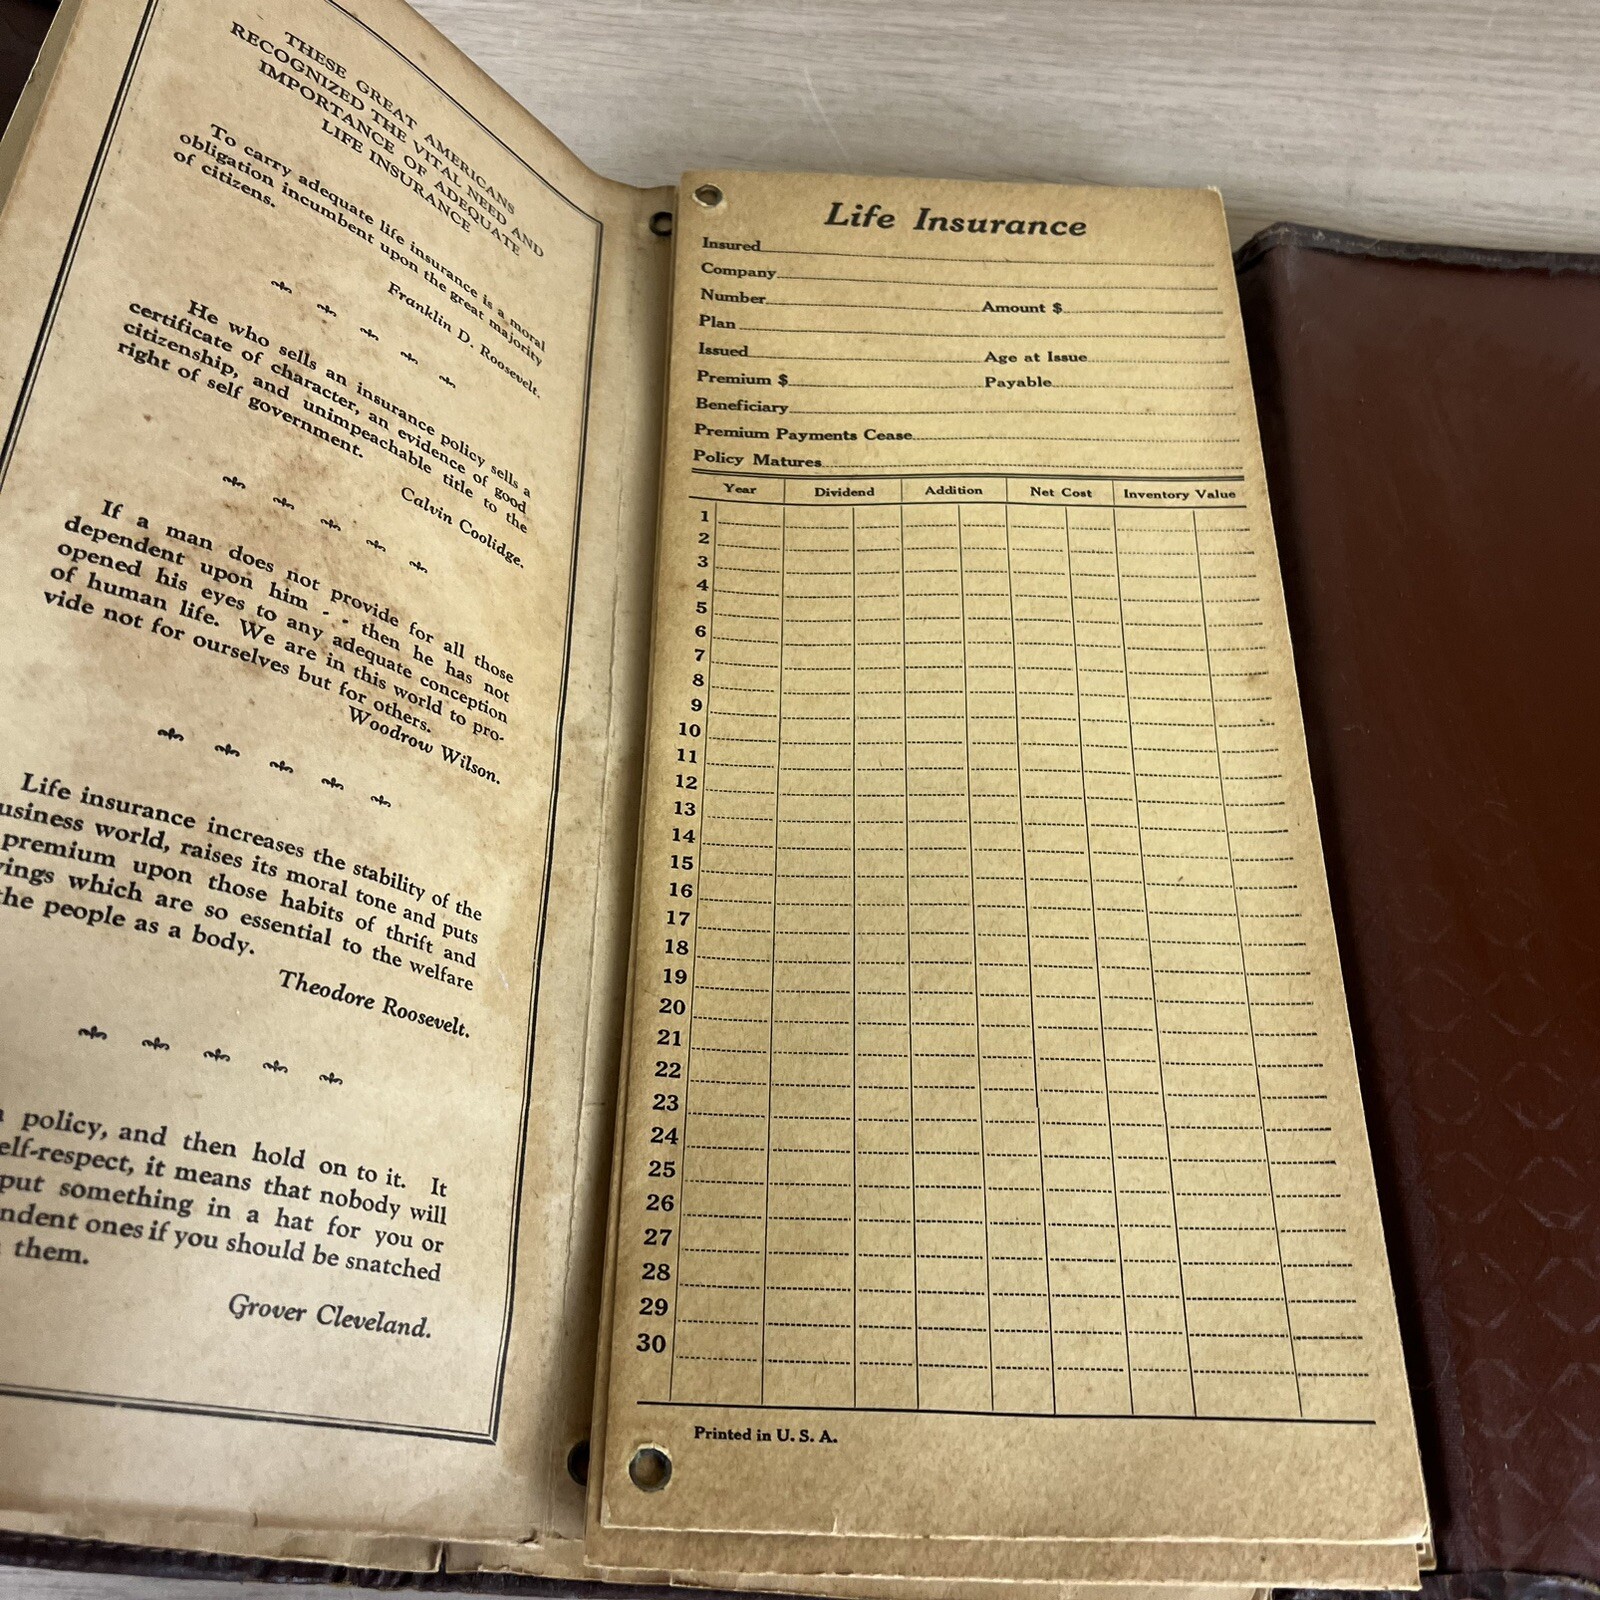 THESE GREAT AMERICANS
RECOGNIZED THE VITAL NEED AND
IMPORTANCE OF ADEQUATE
LIFE INSURANCE
To carry adequate life insurance is a moral
obligation incumbent upon the great majority
of citizens.
Franklin D. Roosevelt.
He who sells an insurance policy sells a
certificate of character, an evidence of good
citizenship, and unimpeachable title to the
right of self government.
Calvin Coolidge.
If a man does not provide for all those
dependent upon him - - then he has not
opened his eyes to any adequate conception
of human life. We are in this world to pro-
vide not for ourselves but for others.
Woodrow Wilson.
Life insurance increases the stability of the
usiness world, raises its moral tone and puts
premium upon those habits of thrift and
vings which are so essential to the welfare
the people as a body.
Theodore Roosevelt.
policy, and then hold on to it. It
elf-respect, it means that nobody will
put something in a hat for you or
ndent ones if you should be snatched
them.
Grover Cleveland.
Life Insurance
Insured
Company
Number Amount $
Plan
Issued Age at Issue
Premium $ Payable
Beneficiary
Premium Payments Cease
Policy Matures
Year Dividend Addition Net Cost Inventory Value
1
2
3
4
5
6
7
8
9
10
11
12
13
14
15
16
17
18
19
20
21
22
23
24
25
26
27
28
29
30
Printed in U. S. A.